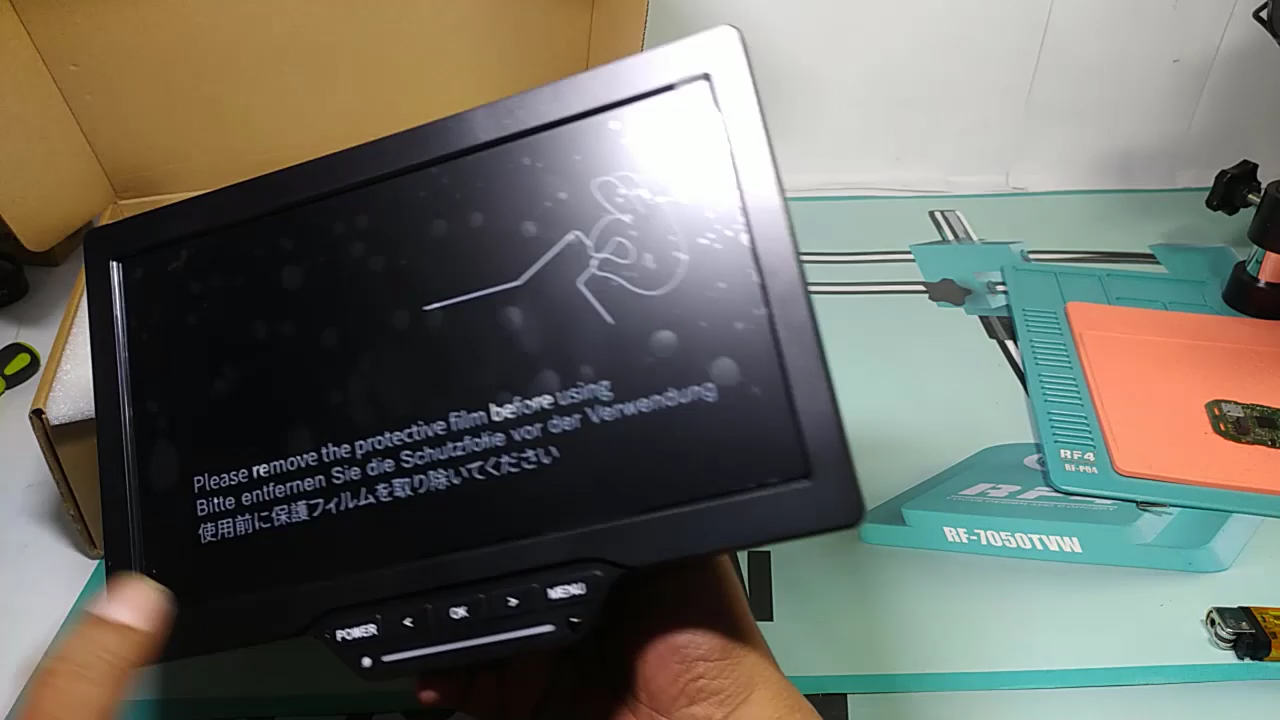 Please remove the protective film before using
Bitte entfernen Sie die Schutzfolie vor der Verwendung
使用前に保護フィルムを取り除いてください
POWER < OK > MENU
RF4
RF-P04
RF-7050TVW